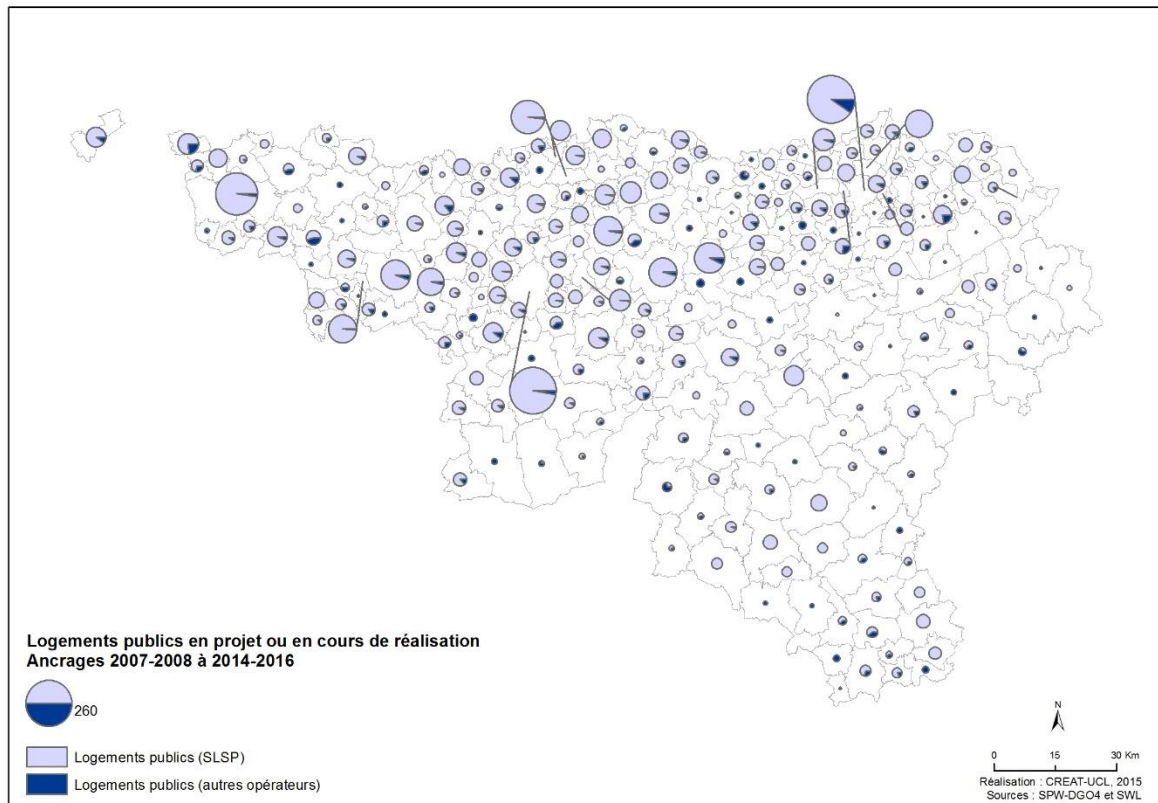 Logements publics en projet ou en cours de réalisation
Ancrages 2007-2008 à 2014-2016
260
Logements publics (SLSP)
Logements publics (autres opérateurs)
N
0 15 30 Km
Réalisation : CREAT-UCL, 2015
Sources : SPW-DGO4 et SWL